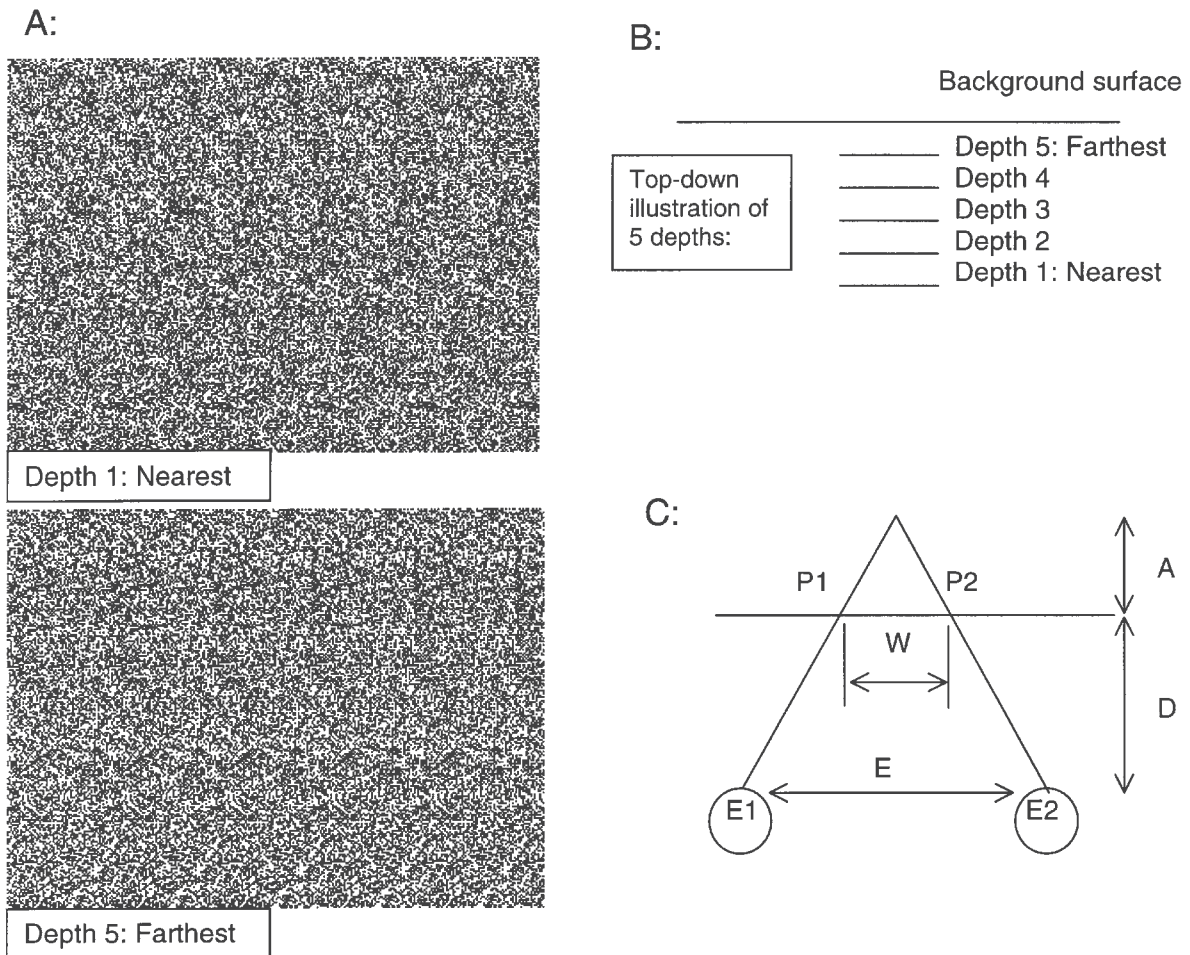 A:
Depth 1: Nearest
Depth 5: Farthest
B:
Background surface
Top-down
illustration of
5 depths:
Depth 5: Farthest
Depth 4
Depth 3
Depth 2
Depth 1: Nearest
C:
P1
P2
A
W
D
E
E1
E2